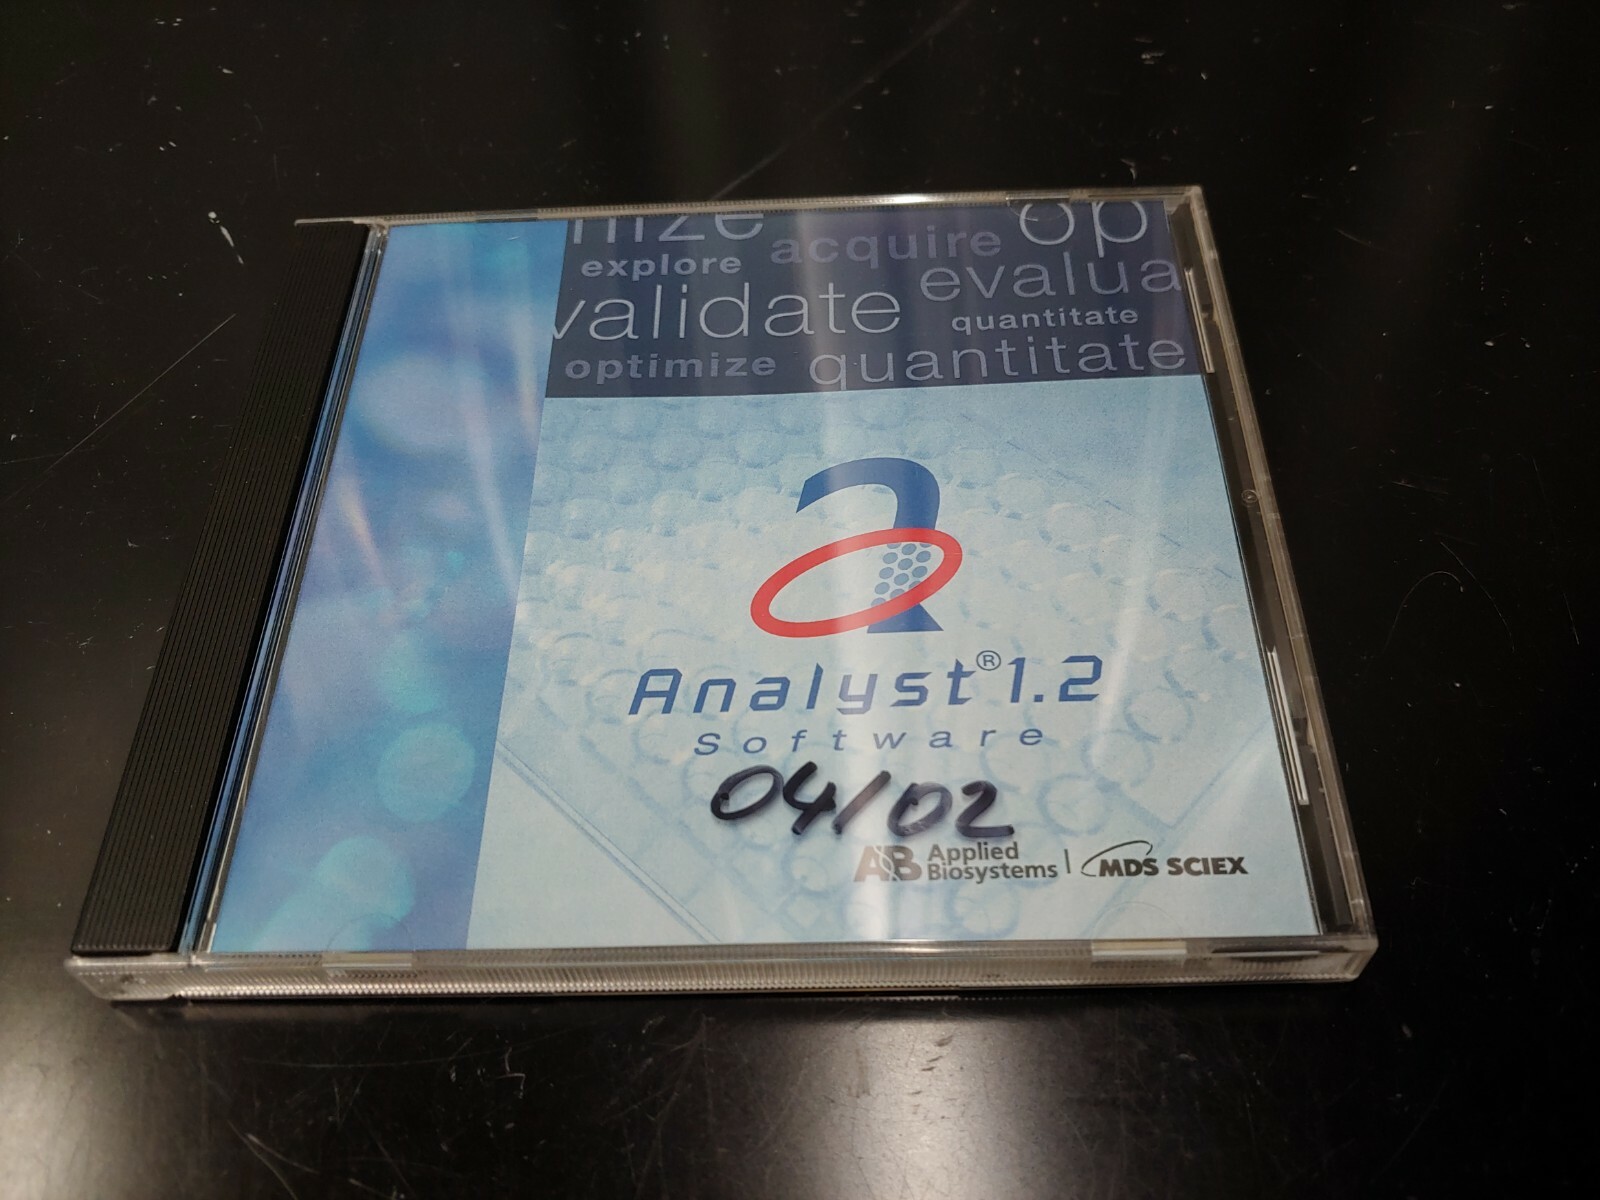 mize acquire op
explore evalua
validate quantitate
optimize quantitate
a
Analyst® 1.2
Software
04/02
AB Applied Biosystems | MDS SCIEX